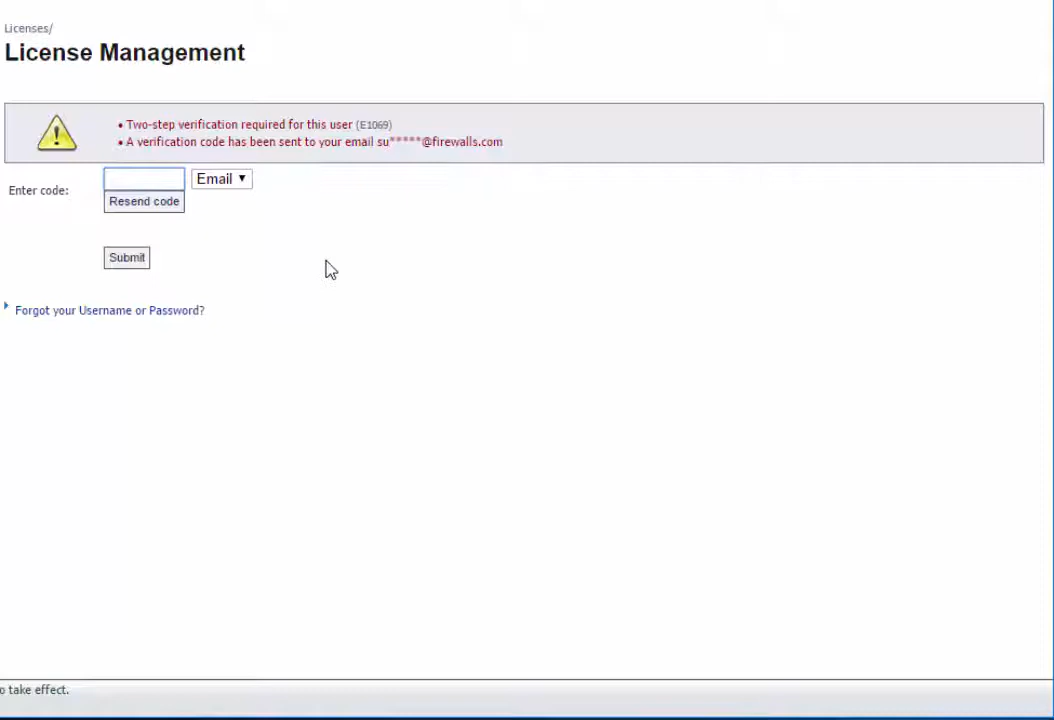 Licenses/
License Management
• Two-step verification required for this user (E1069)
• A verification code has been sent to your email su*****@firewalls.com
Enter code:
Email ▼
Resend code
Submit
Forgot your Username or Password?
o take effect.